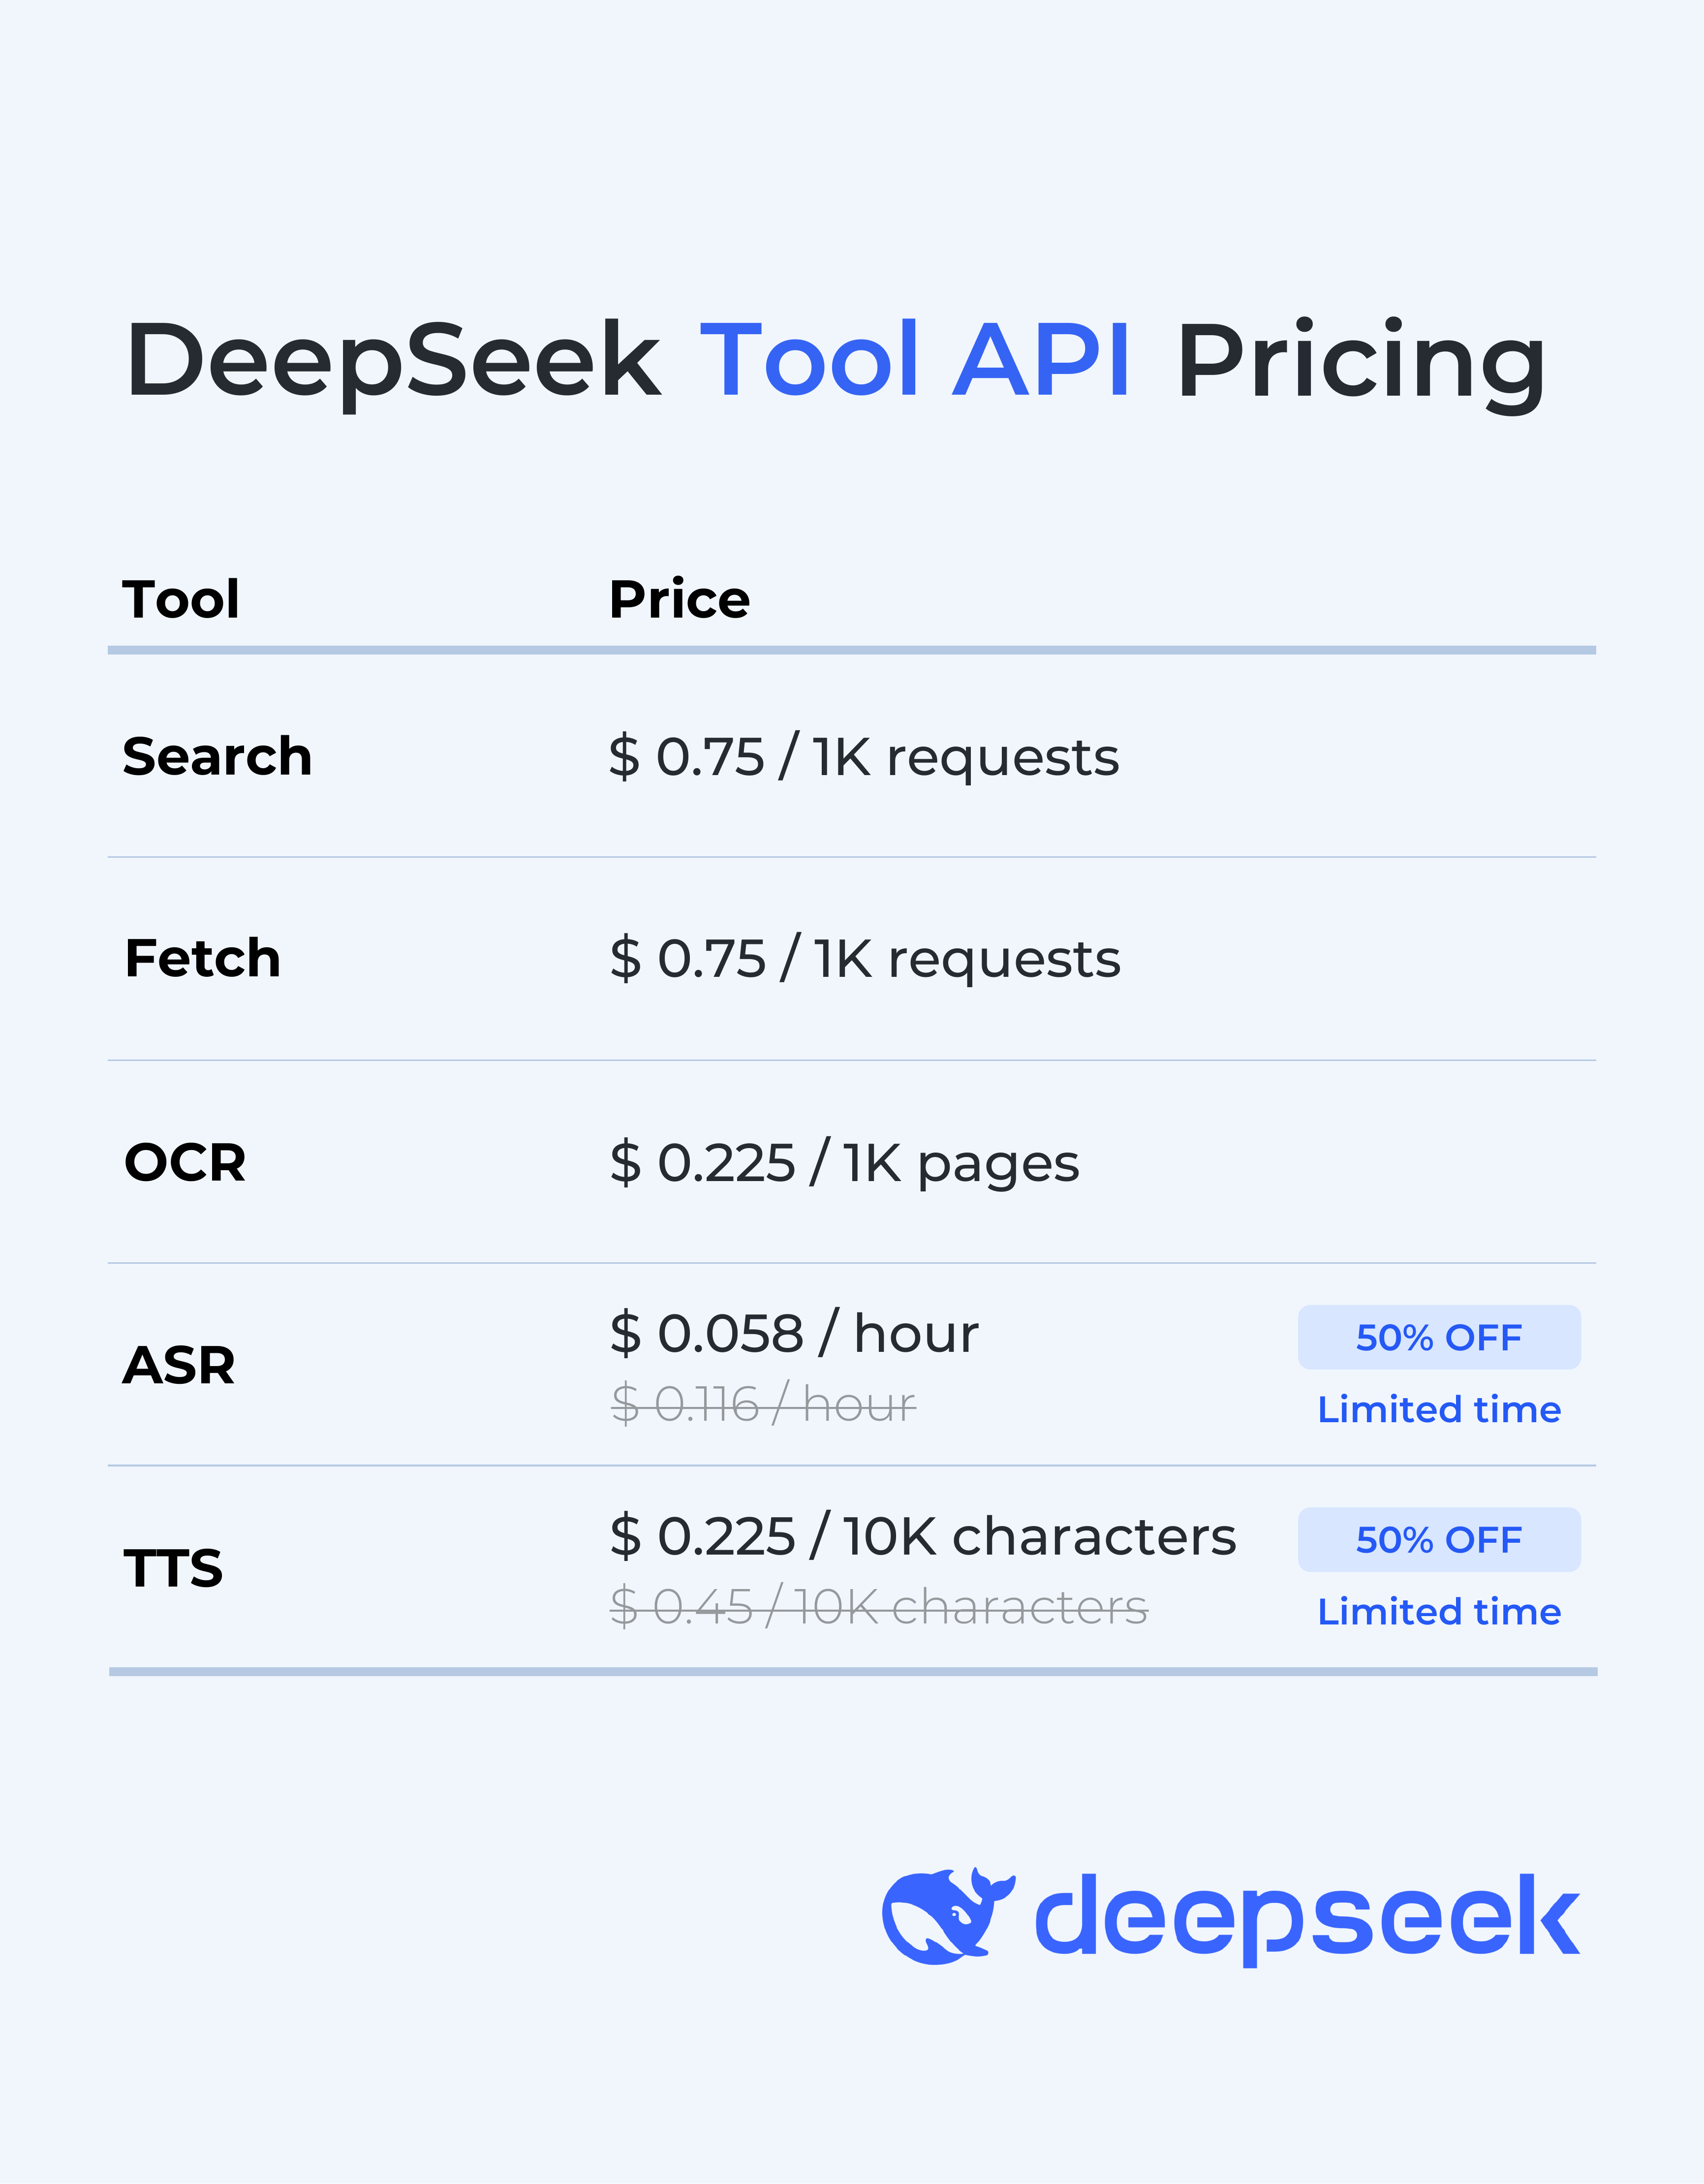 DeepSeek Tool API Pricing
Tool Price
Search $ 0.75 / 1K requests
Fetch $ 0.75 / 1K requests
OCR $ 0.225 / 1K pages
ASR $ 0.058 / hour 50% OFF
$ 0.116 / hour Limited time
TTS $ 0.225 / 10K characters 50% OFF
$ 0.45 / 10K characters Limited time
deepseek